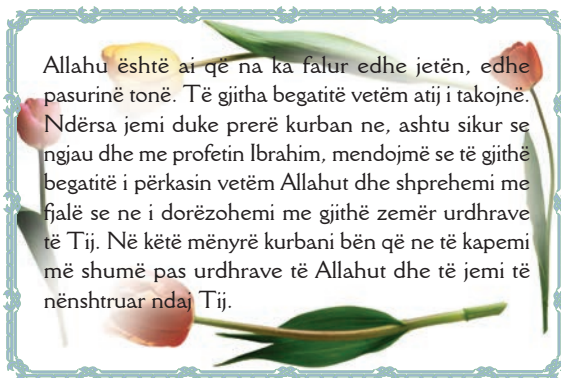 Allahu është ai që na ka falur edhe jetën, edhe
pasurinë tonë. Të gjitha begatitë vetëm atij i takojnë.
Ndërsa jemi duke prerë kurban ne, ashtu sikur se
ngjau dhe me profetin Ibrahim, mendojmë se të gjithë
begatitë i përkasin vetëm Allahut dhe shprehemi me
fjalë se ne i dorëzohemi me gjithë zemër urdhrave
të Tij. Në këtë mënyrë kurbani bën që ne të kapemi
më shumë pas urdhrave të Allahut dhe të jemi të
nënshtruar ndaj Tij.